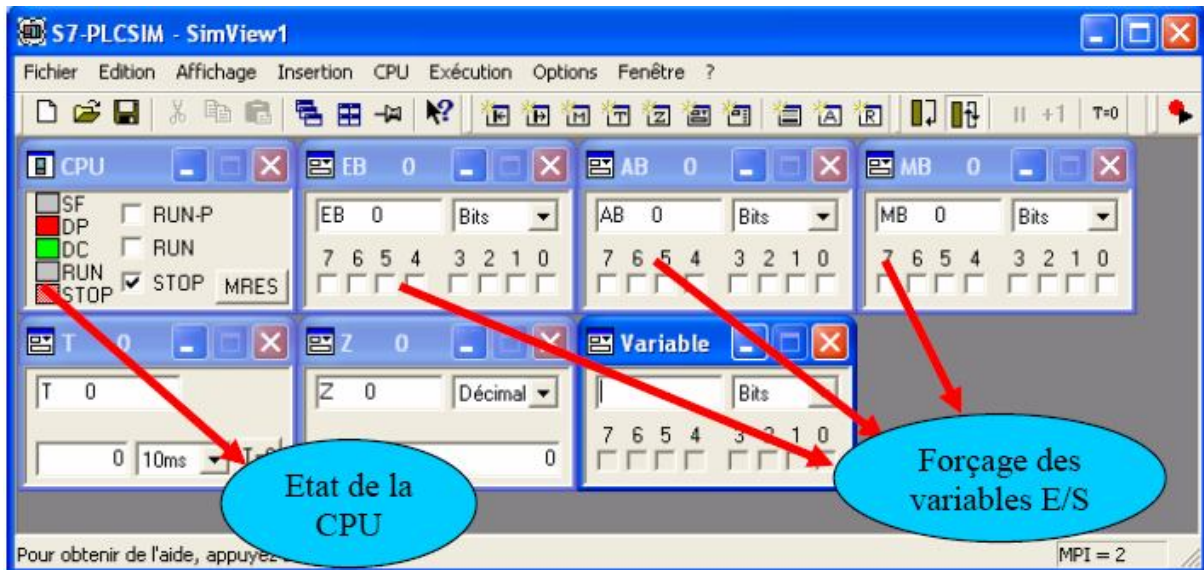 S7-PLCSIM - SimView1
Fichier Edition Affichage Insertion CPU Exécution Options Fenêtre ?
+1 T=0
CPU
SF
DP
DC
RUN
STOP
RUN-P
RUN
STOP
MRES
EB 0
EB 0 Bits
7 6 5 4 3 2 1 0
AB 0
AB 0 Bits
7 6 5 4 3 2 1 0
MB 0
MB 0 Bits
7 6 5 4 3 2 1 0
T 0
T 0
0 10ms
Z 0
Z 0 Décimal
0
Variable
Bits
7 6 5 4 3 2 1 0
Etat de la
CPU
Forçage des
variables E/S
Pour obtenir de l'aide, appuyez
MPI = 2